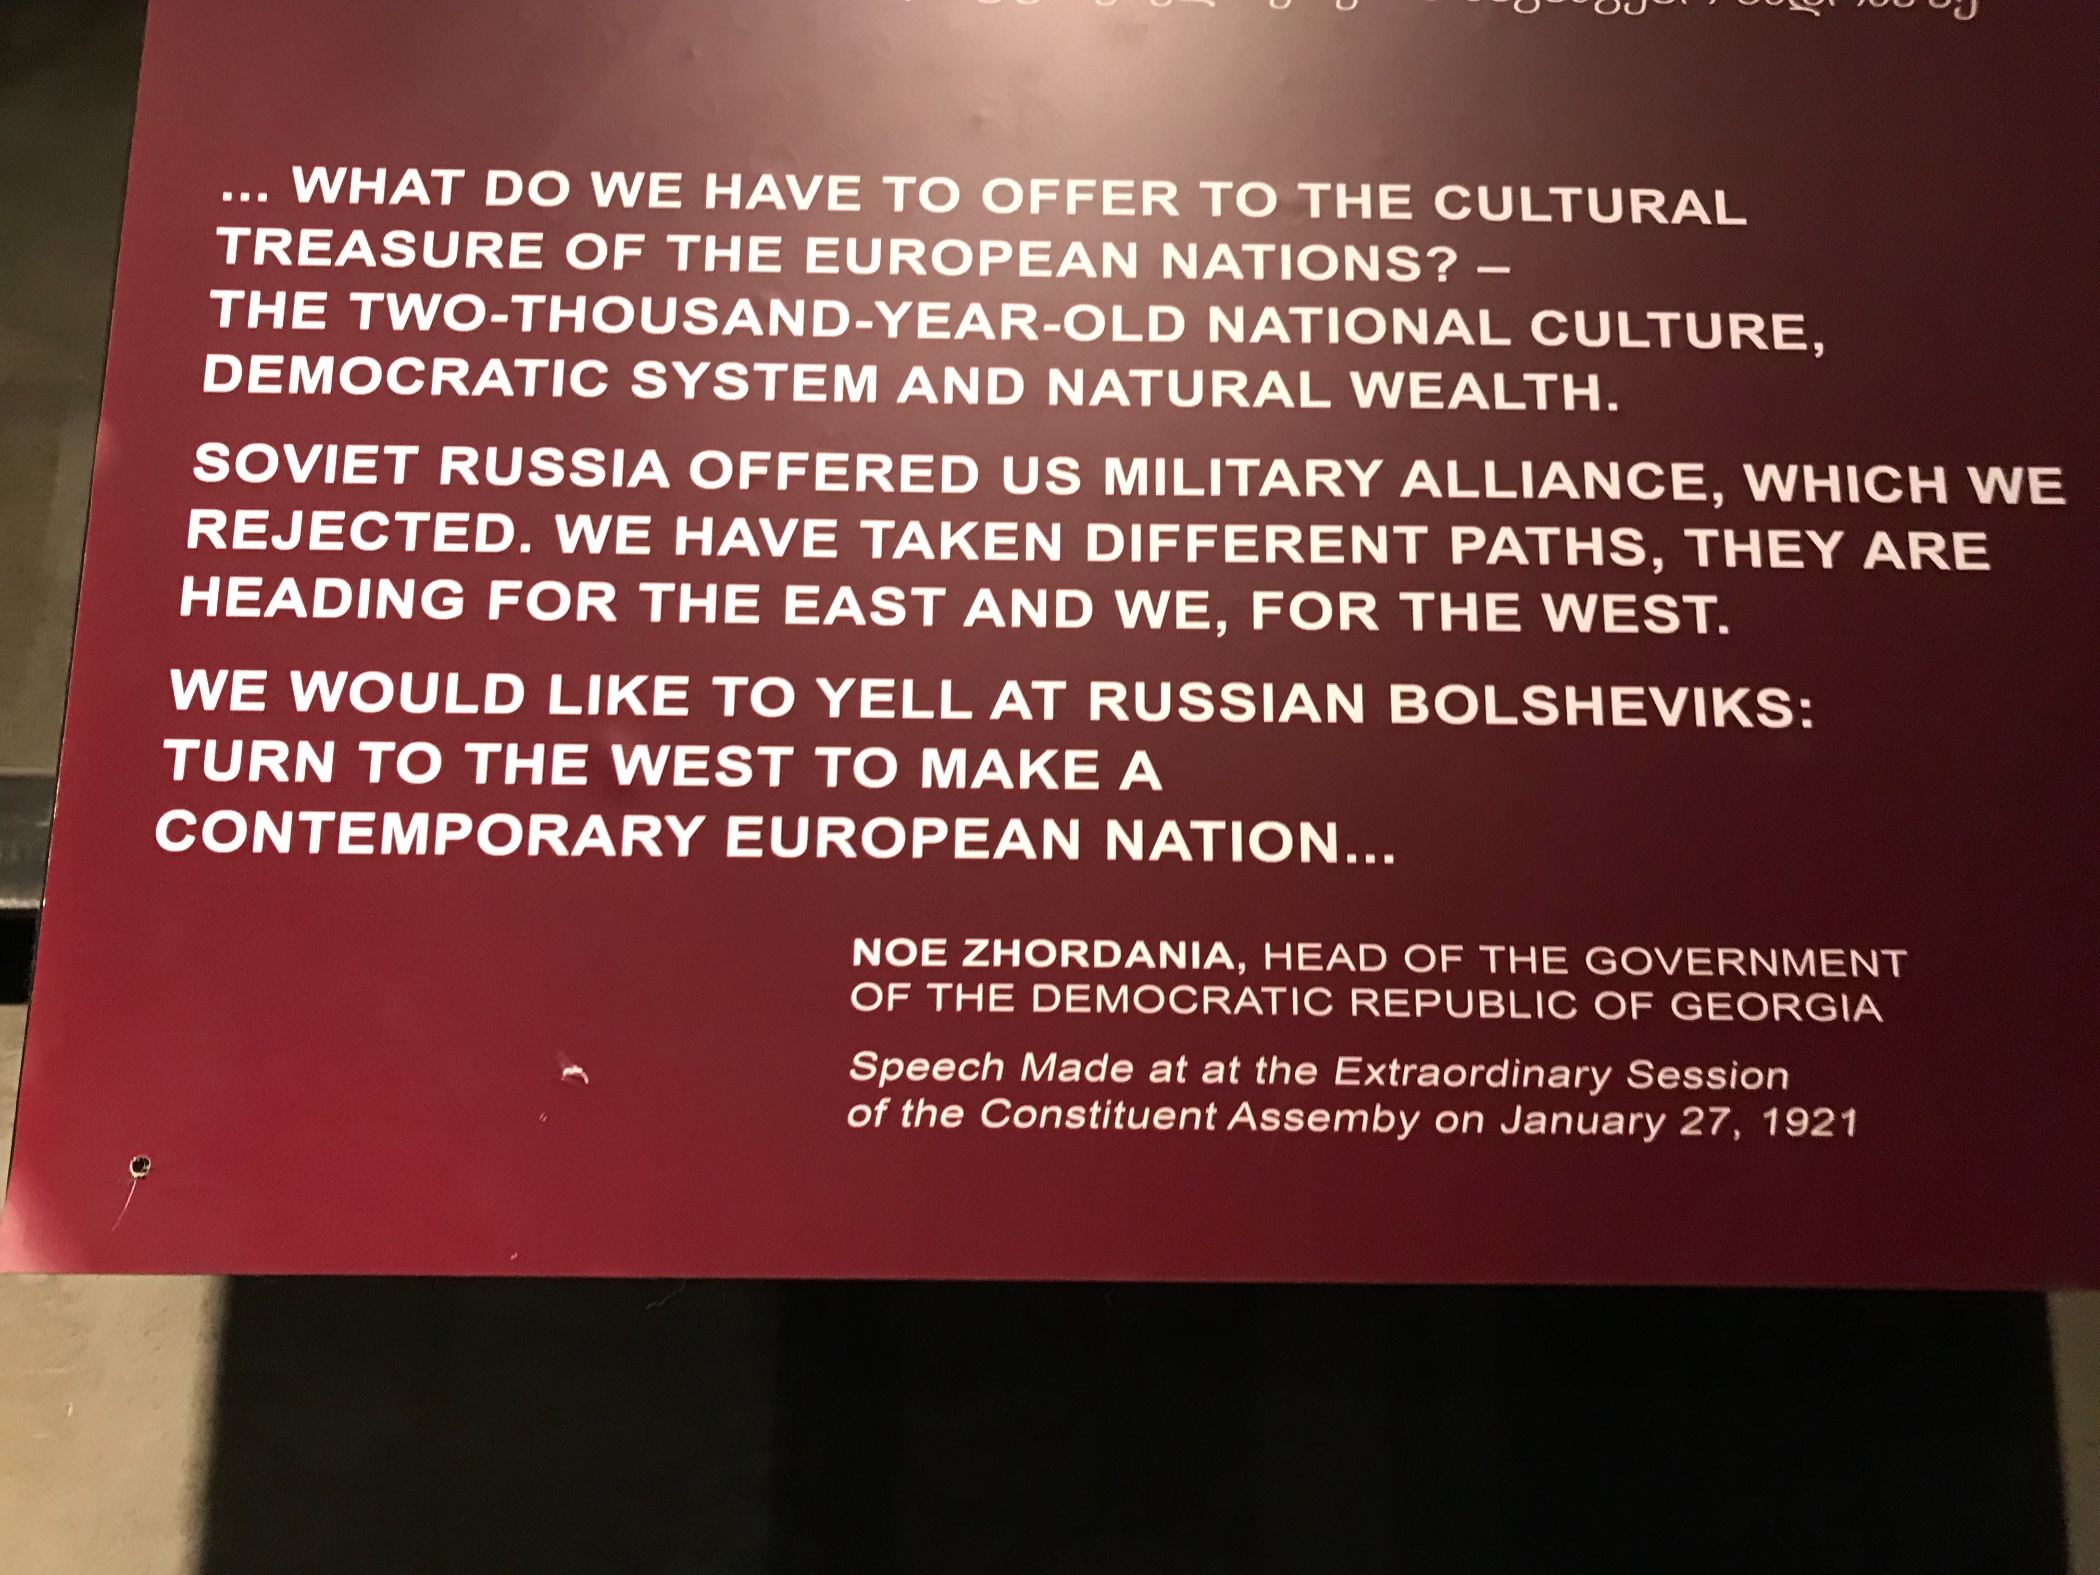 ... WHAT DO WE HAVE TO OFFER TO THE CULTURAL
TREASURE OF THE EUROPEAN NATIONS? –
THE TWO-THOUSAND-YEAR-OLD NATIONAL CULTURE,
DEMOCRATIC SYSTEM AND NATURAL WEALTH.
SOVIET RUSSIA OFFERED US MILITARY ALLIANCE, WHICH WE
REJECTED. WE HAVE TAKEN DIFFERENT PATHS, THEY ARE
HEADING FOR THE EAST AND WE, FOR THE WEST.
WE WOULD LIKE TO YELL AT RUSSIAN BOLSHEVIKS:
TURN TO THE WEST TO MAKE A
CONTEMPORARY EUROPEAN NATION...
NOE ZHORDANIA, HEAD OF THE GOVERNMENT
OF THE DEMOCRATIC REPUBLIC OF GEORGIA
Speech Made at at the Extraordinary Session
of the Constituent Assemby on January 27, 1921